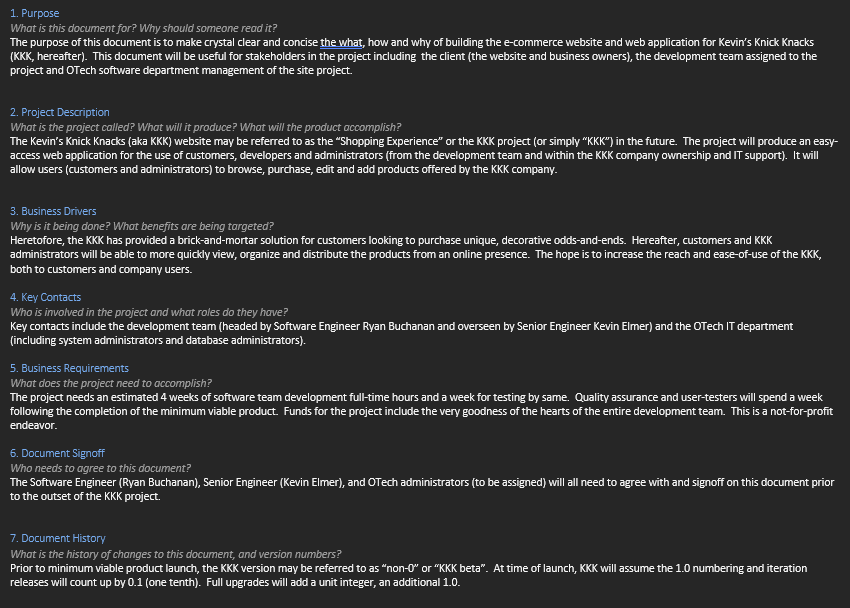 1. Purpose
What is this document for? Why should someone read it?
The purpose of this document is to make crystal clear and concise the what, how and why of building the e-commerce website and web application for Kevin's Knick Knacks
(KKK, hereafter).  This document will be useful for stakeholders in the project including  the client (the website and business owners), the development team assigned to the
project and OTech software department management of the site project.
2. Project Description
What is the project called? What will it produce? What will the product accomplish?
The Kevin's Knick Knacks (aka KKK) website may be referred to as the “Shopping Experience” or the KKK project (or simply “KKK”) in the future.  The project will produce an easy-
access web application for the use of customers, developers and administrators (from the development team and within the KKK company ownership and IT support).  It will
allow users (customers and administrators) to browse, purchase, edit and add products offered by the KKK company.
3. Business Drivers
Why is it being done? What benefits are being targeted?
Heretofore, the KKK has provided a brick-and-mortar solution for customers looking to purchase unique, decorative odds-and-ends.  Hereafter, customers and KKK
administrators will be able to more quickly view, organize and distribute the products from an online presence.  The hope is to increase the reach and ease-of-use of the KKK,
both to customers and company users.
4. Key Contacts
Who is involved in the project and what roles do they have?
Key contacts include the development team (headed by Software Engineer Ryan Buchanan and overseen by Senior Engineer Kevin Elmer) and the OTech IT department
(including system administrators and database administrators).
5. Business Requirements
What does the project need to accomplish?
The project needs an estimated 4 weeks of software team development full-time hours and a week for testing by same.  Quality assurance and user-testers will spend a week
following the completion of the minimum viable product.  Funds for the project include the very goodness of the hearts of the entire development team.  This is a not-for-profit
endeavor.
6. Document Signoff
Who needs to agree to this document?
The Software Engineer (Ryan Buchanan), Senior Engineer (Kevin Elmer), and OTech administrators (to be assigned) will all need to agree with and signoff on this document prior
to the outset of the KKK project.
7. Document History
What is the history of changes to this document, and version numbers?
Prior to minimum viable product launch, the KKK version may be referred to as “non-0” or “KKK beta”.  At time of launch, KKK will assume the 1.0 numbering and iteration
releases will count up by 0.1 (one tenth).  Full upgrades will add a unit integer, an additional 1.0.